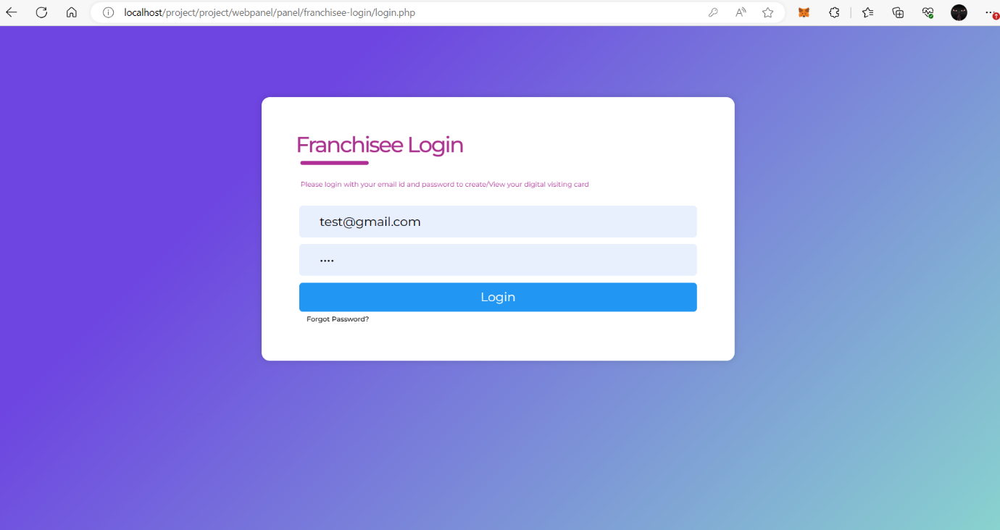 localhost/project/project/webpanel/panel/franchisee-login/login.php
Franchisee Login
Please login with your email id and password to create/View your digital visiting card
test@gmail.com
••••
Login
Forgot Password?